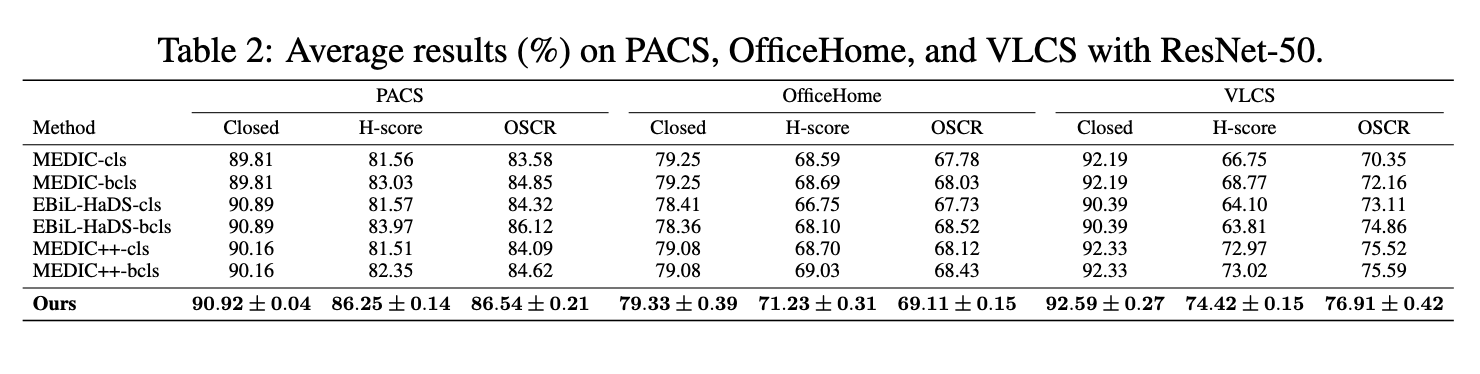 Table 2: Average results (%) on PACS, OfficeHome, and VLCS with ResNet-50.
PACS OfficeHome VLCS
Method Closed H-score OSCR Closed H-score OSCR Closed H-score OSCR
MEDIC-cls 89.81 81.56 83.58 79.25 68.59 67.78 92.19 66.75 70.35
MEDIC-bcls 89.81 83.03 84.85 79.25 68.69 68.03 92.19 68.77 72.16
EBiL-HaDS-cls 90.89 81.57 84.32 78.41 66.75 67.73 90.39 64.10 73.11
EBiL-HaDS-bcls 90.89 83.97 86.12 78.36 68.10 68.52 90.39 63.81 74.86
MEDIC++-cls 90.16 81.51 84.09 79.08 68.70 68.12 92.33 72.97 75.52
MEDIC++-bcls 90.16 82.35 84.62 79.08 69.03 68.43 92.33 73.02 75.59
Ours 90.92 ± 0.04 86.25 ± 0.14 86.54 ± 0.21 79.33 ± 0.39 71.23 ± 0.31 69.11 ± 0.15 92.59 ± 0.27 74.42 ± 0.15 76.91 ± 0.42